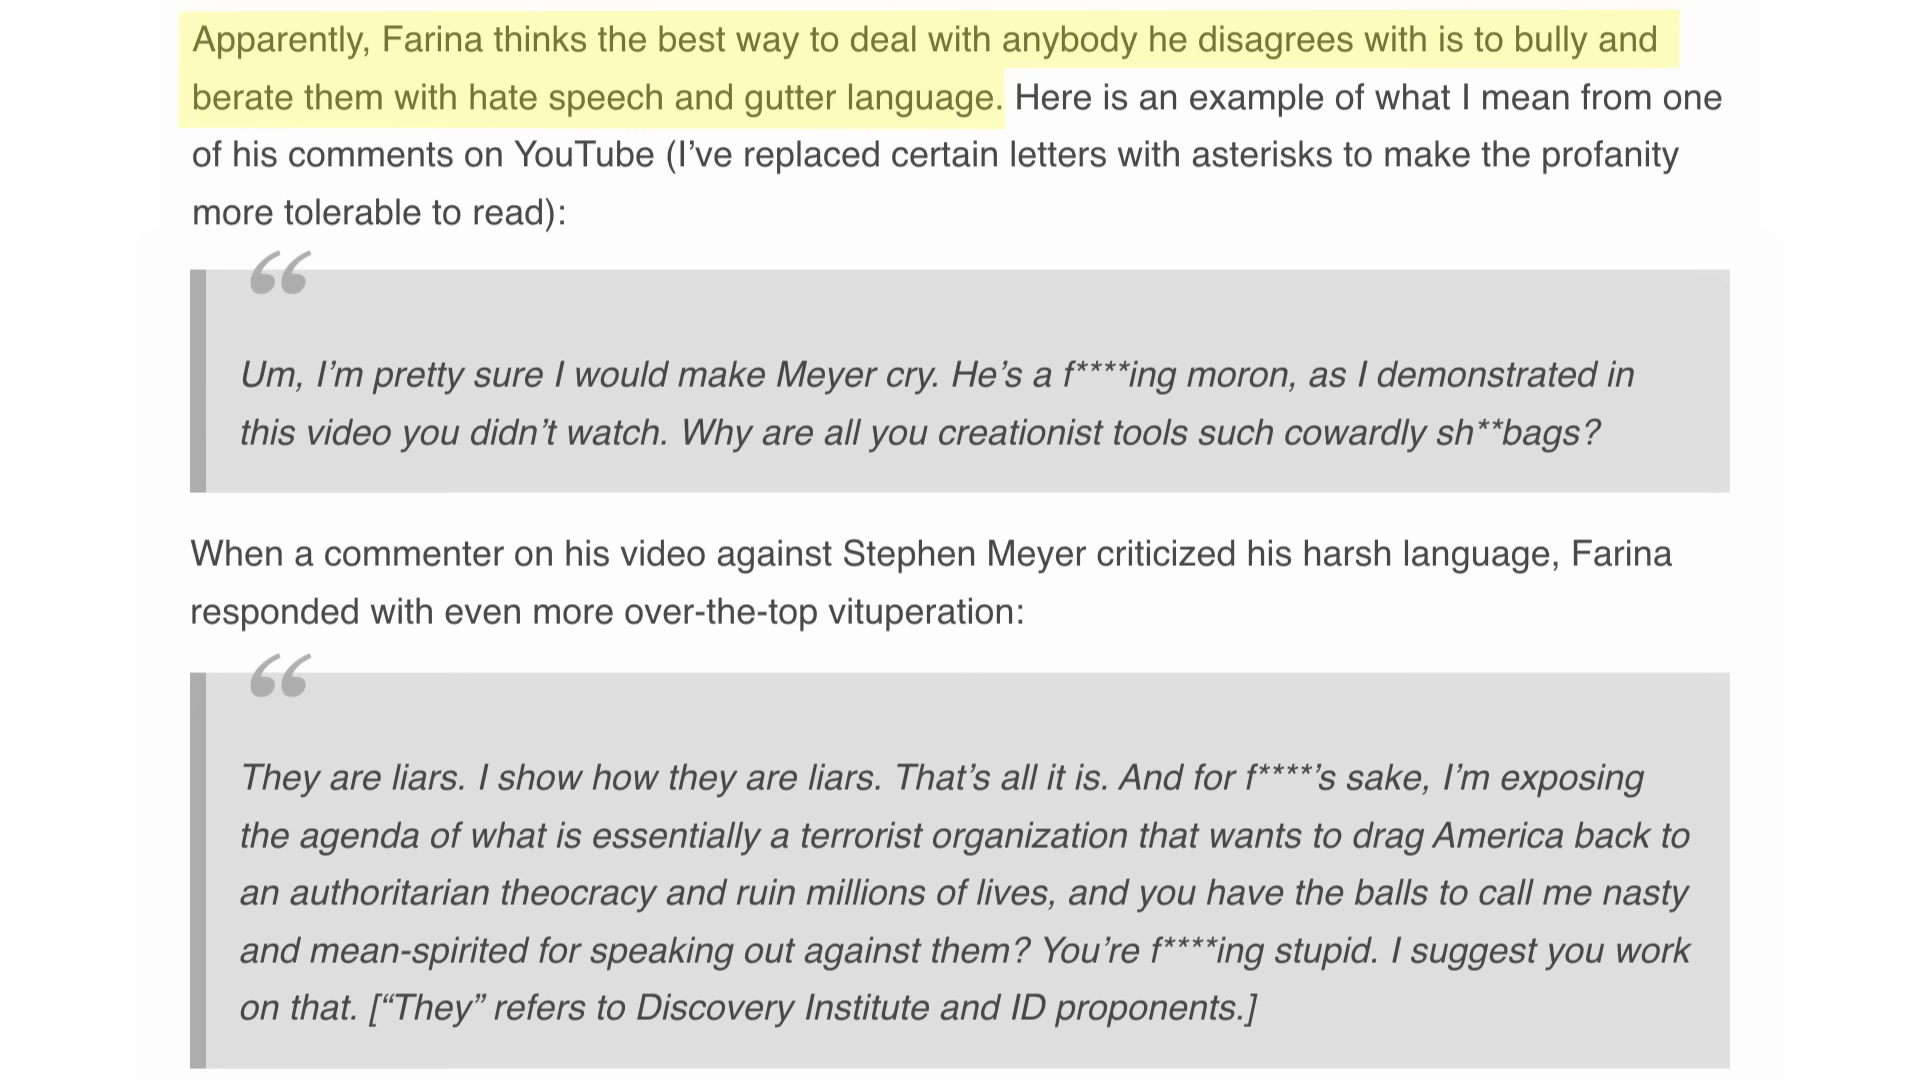 Apparently, Farina thinks the best way to deal with anybody he disagrees with is to bully and
berate them with hate speech and gutter language. Here is an example of what I mean from one
of his comments on YouTube (I’ve replaced certain letters with asterisks to make the profanity
more tolerable to read):
“
Um, I’m pretty sure I would make Meyer cry. He’s a f****ing moron, as I demonstrated in
this video you didn’t watch. Why are all you creationist tools such cowardly sh**bags?
When a commenter on his video against Stephen Meyer criticized his harsh language, Farina
responded with even more over-the-top vituperation:
“
They are liars. I show how they are liars. That’s all it is. And for f****’s sake, I’m exposing
the agenda of what is essentially a terrorist organization that wants to drag America back to
an authoritarian theocracy and ruin millions of lives, and you have the balls to call me nasty
and mean-spirited for speaking out against them? You’re f****ing stupid. I suggest you work
on that. [“They” refers to Discovery Institute and ID proponents.]